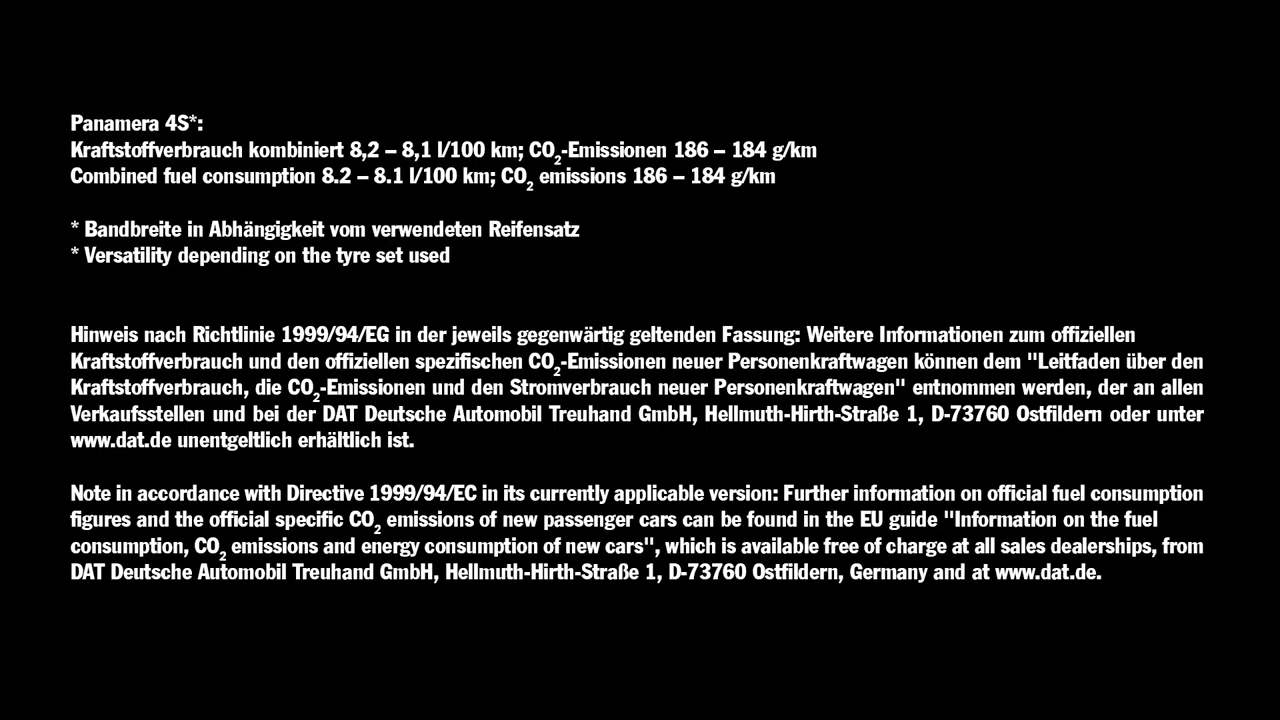 Panamera 4S*:
Kraftstoffverbrauch kombiniert 8,2 – 8,1 l/100 km; CO₂-Emissionen 186 – 184 g/km
Combined fuel consumption 8.2 – 8.1 l/100 km; CO₂ emissions 186 – 184 g/km
* Bandbreite in Abhängigkeit vom verwendeten Reifensatz
* Versatility depending on the tyre set used
Hinweis nach Richtlinie 1999/94/EG in der jeweils gegenwärtig geltenden Fassung: Weitere Informationen zum offiziellen
Kraftstoffverbrauch und den offiziellen spezifischen CO₂-Emissionen neuer Personenkraftwagen können dem "Leitfaden über den
Kraftstoffverbrauch, die CO₂-Emissionen und den Stromverbrauch neuer Personenkraftwagen" entnommen werden, der an allen
Verkaufsstellen und bei der DAT Deutsche Automobil Treuhand GmbH, Hellmuth-Hirth-Straße 1, D-73760 Ostfildern oder unter
www.dat.de unentgeltlich erhältlich ist.
Note in accordance with Directive 1999/94/EC in its currently applicable version: Further information on official fuel consumption
figures and the official specific CO₂ emissions of new passenger cars can be found in the EU guide "Information on the fuel
consumption, CO₂ emissions and energy consumption of new cars", which is available free of charge at all sales dealerships, from
DAT Deutsche Automobil Treuhand GmbH, Hellmuth-Hirth-Straße 1, D-73760 Ostfildern, Germany and at www.dat.de.